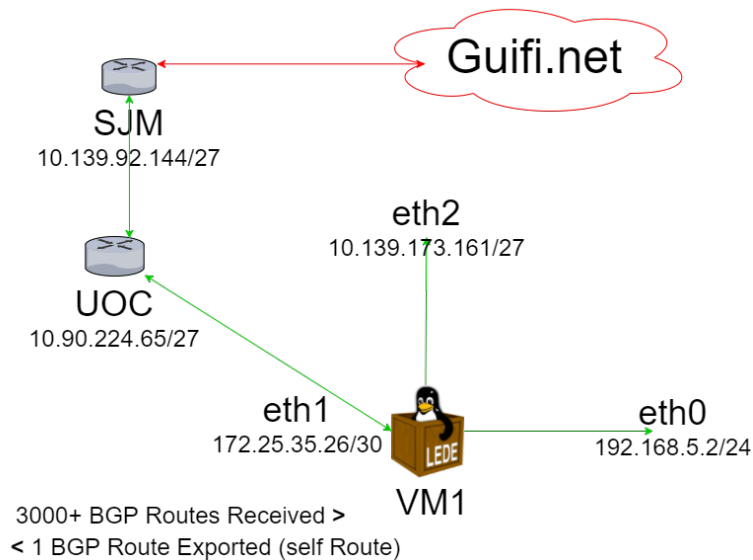 Guifi.net
SJM
10.139.92.144/27
eth2
10.139.173.161/27
UOC
10.90.224.65/27
eth1
172.25.35.26/30
LEDE
eth0
192.168.5.2/24
VM1
3000+ BGP Routes Received >
< 1 BGP Route Exported (self Route)